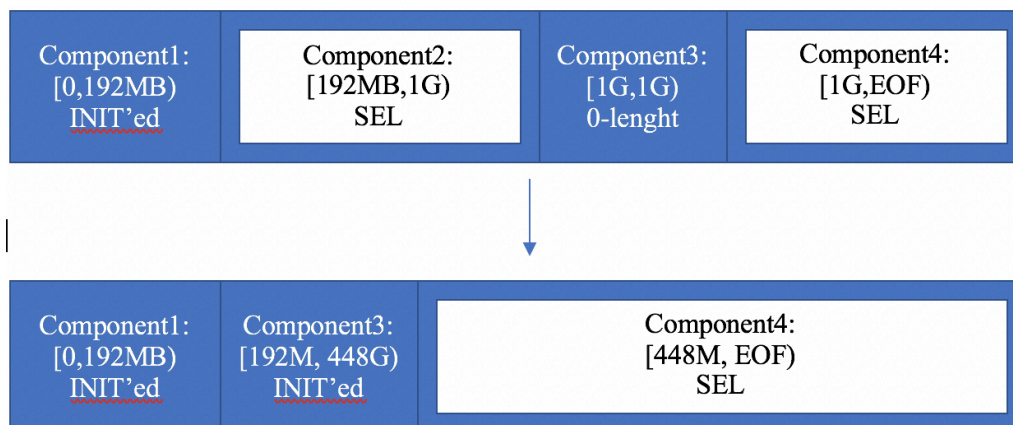 Component1:
[0,192MB)
INIT’ed
Component2:
[192MB,1G)
SEL
Component3:
[1G,1G)
0-lenght
Component4:
[1G,EOF)
SEL
Component1:
[0,192MB)
INIT’ed
Component3:
[192M, 448G)
INIT’ed
Component4:
[448M, EOF)
SEL